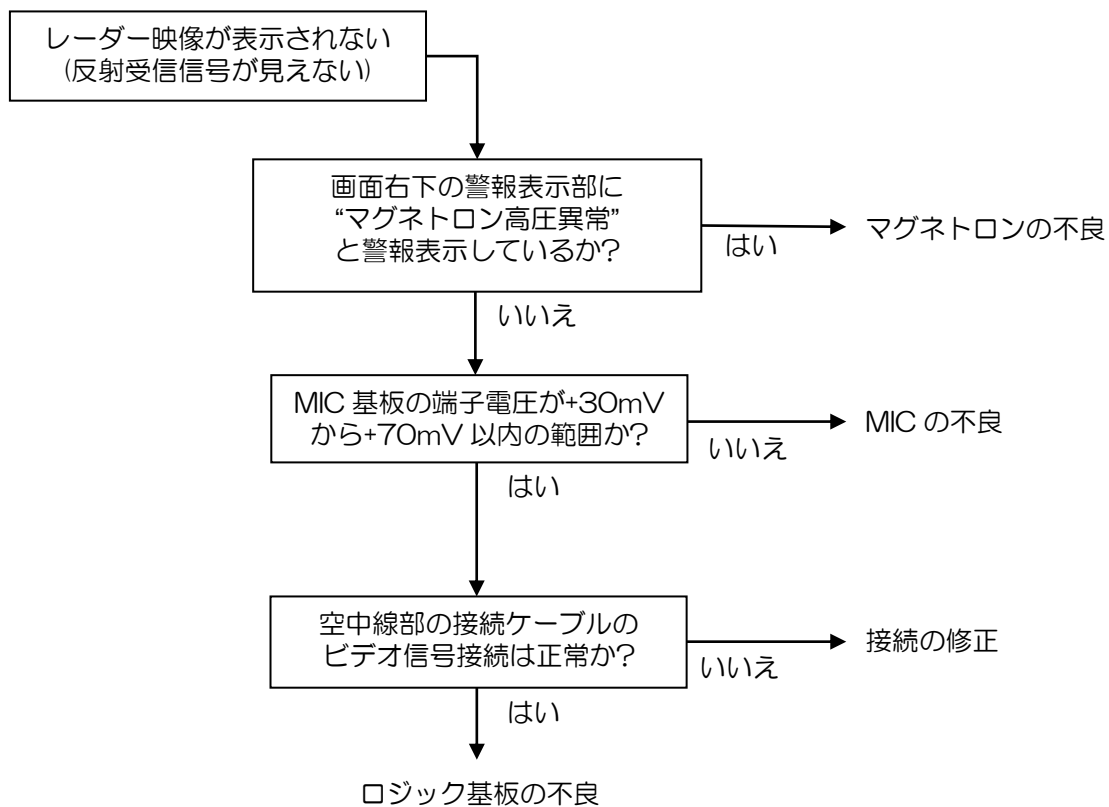 レーダー映像が表示されない
(反射受信信号が見えない)
画面右下の警報表示部に
“マグネトロン高圧異常”
と警報表示しているか?
はい
マグネトロンの不良
いいえ
MIC 基板の端子電圧が+30mV
から+70mV 以内の範囲か?
いいえ
MIC の不良
はい
空中線部の接続ケーブルの
ビデオ信号接続は正常か?
いいえ
接続の修正
はい
ロジック基板の不良